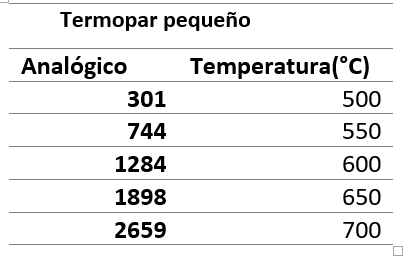 Termopar pequeño
Analógico Temperatura(°C)
301 500
744 550
1284 600
1898 650
2659 700